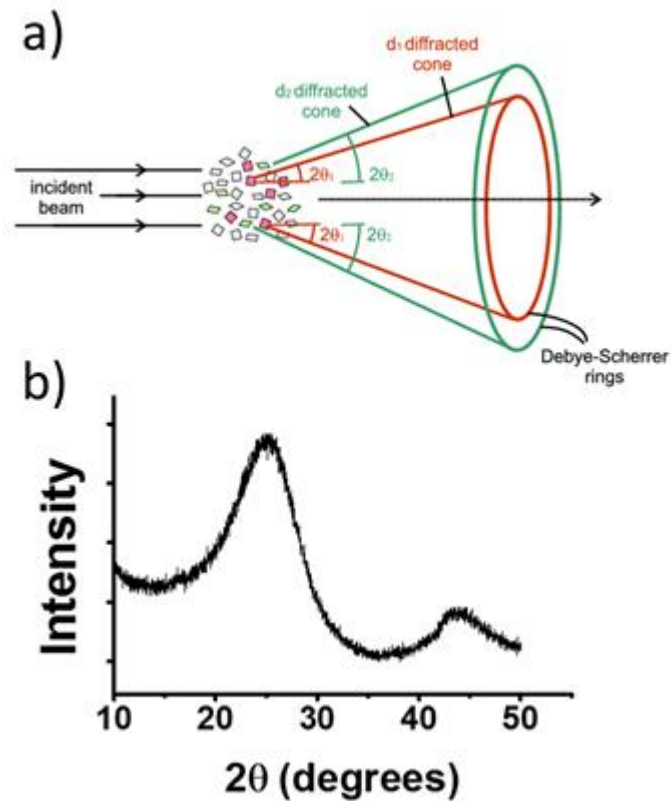 a)
d₁ diffracted
cone
d₂ diffracted
cone
incident
beam
2θ₁
2θ₂
2θ₁
2θ₂
Debye-Scherrer
rings
b)
Intensity
10
20
30
40
50
2θ (degrees)